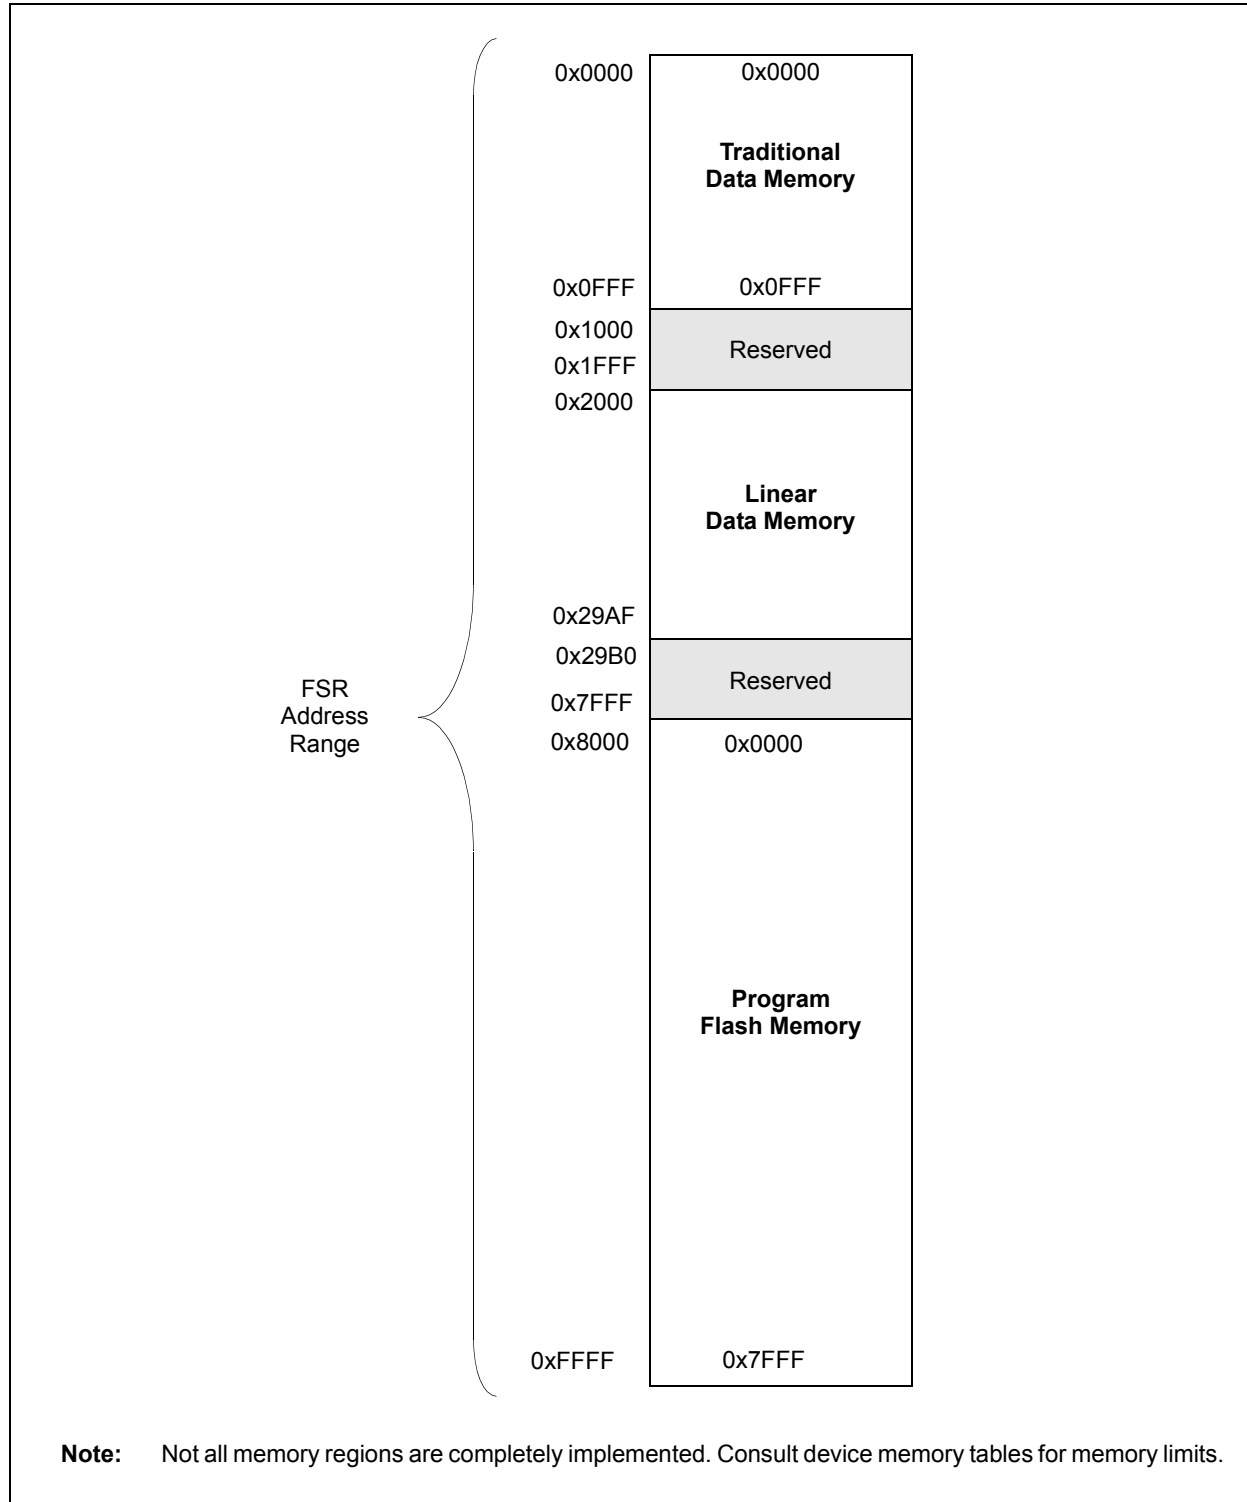 0x0000 0x0000
Traditional
Data Memory
0x0FFF 0x0FFF
0x1000
Reserved
0x1FFF
0x2000
Linear
Data Memory
0x29AF
0x29B0
Reserved
FSR
Address
Range
0x7FFF
0x8000 0x0000
Program
Flash Memory
0xFFFF 0x7FFF
Note: Not all memory regions are completely implemented. Consult device memory tables for memory limits.